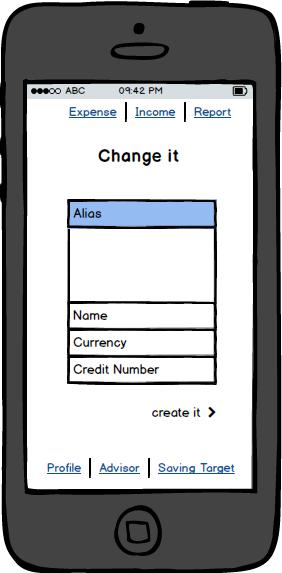 ABC 09:42 PM
Expense Income Report
Change it
Alias
Name
Currency
Credit Number
create it
Profile Advisor Saving Target